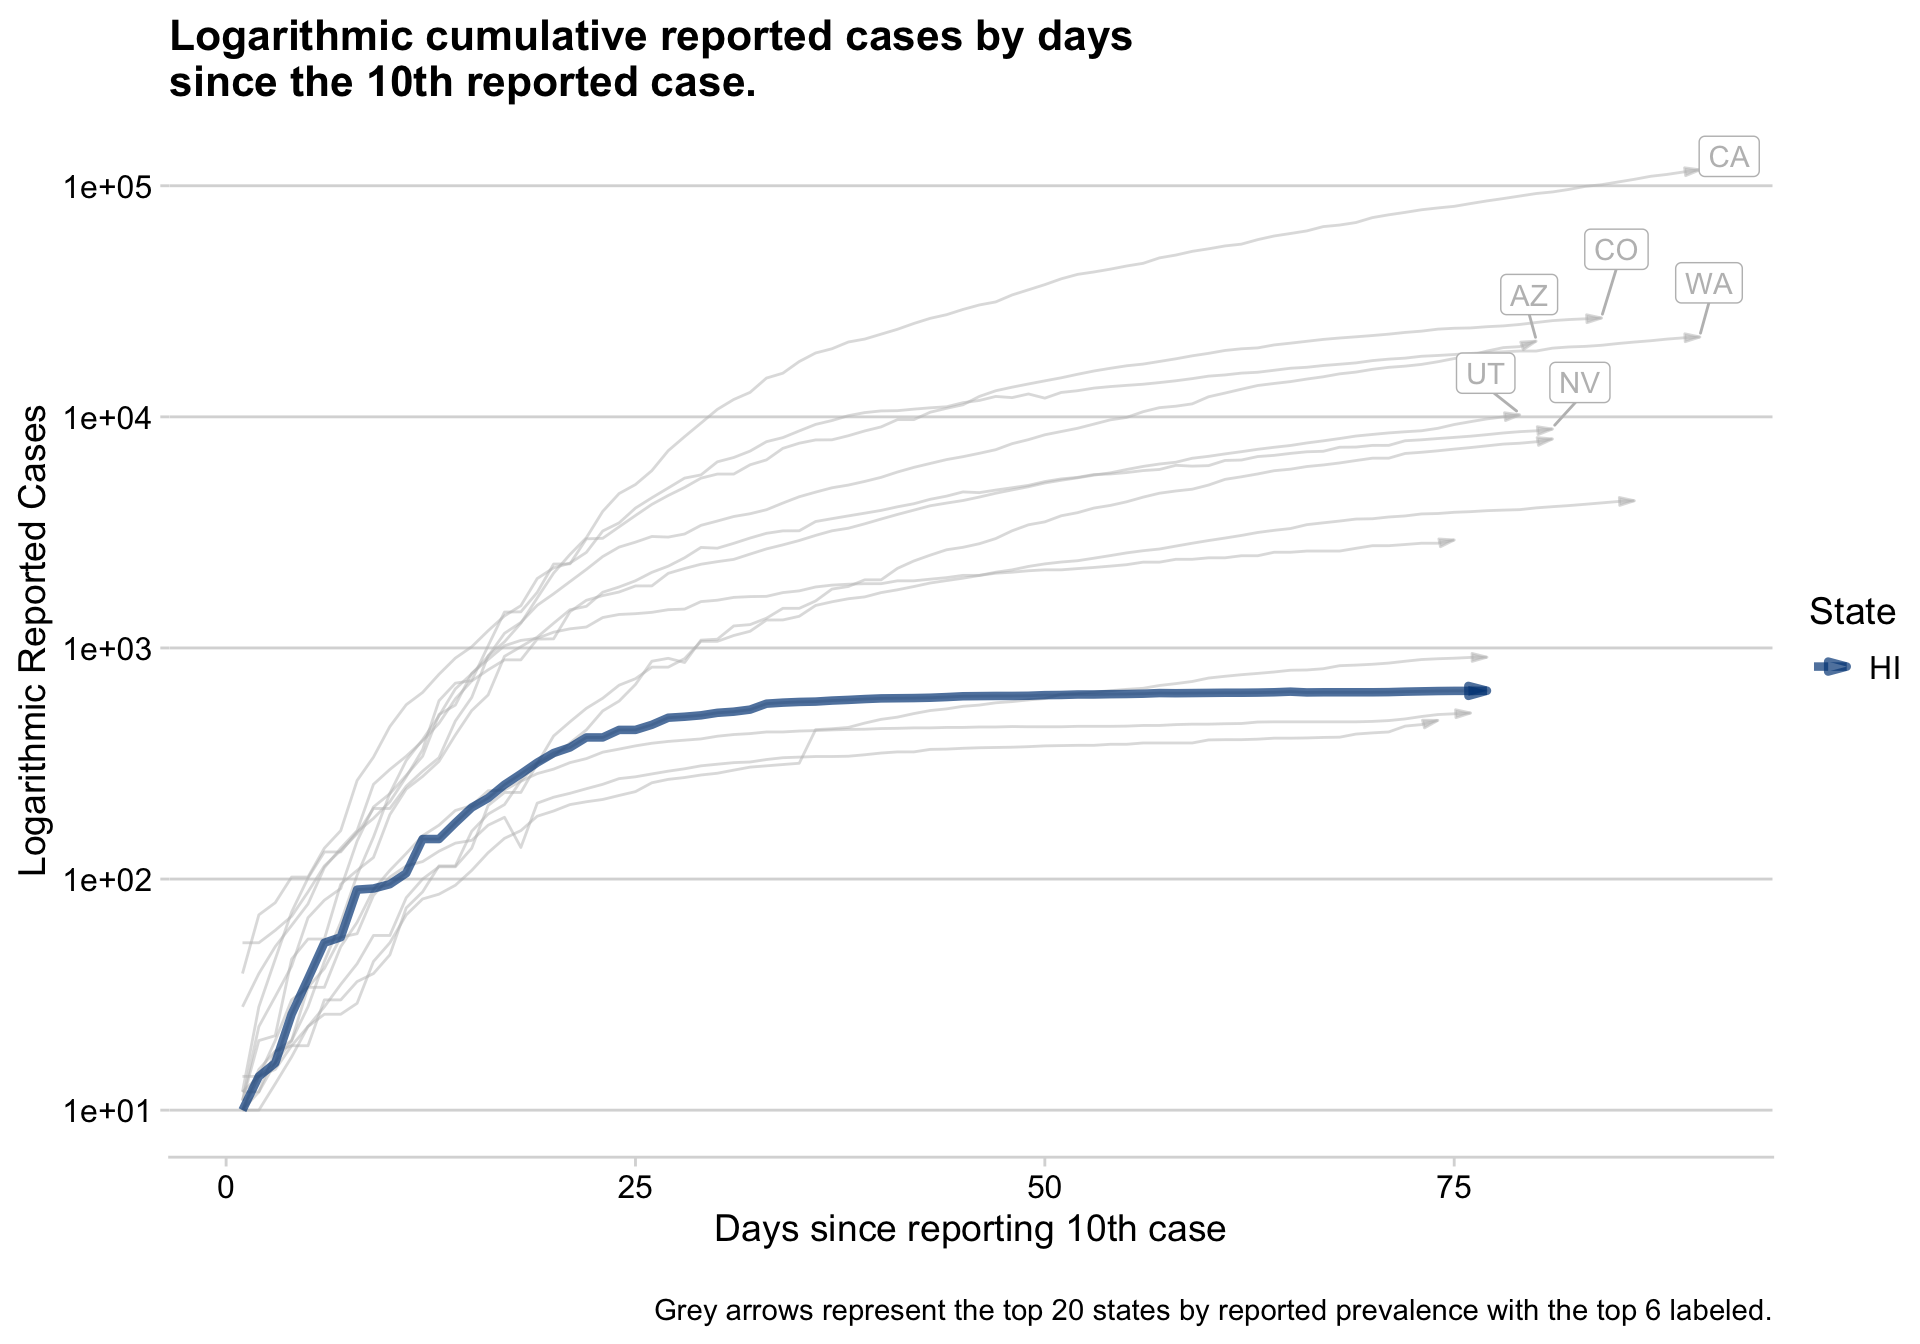 Logarithmic cumulative reported cases by days
since the 10th reported case.
Logarithmic Reported Cases
1e+05
1e+04
1e+03
1e+02
1e+01
CA
CO
WA
AZ
UT
NV
State
HI
0
25
50
75
Days since reporting 10th case
Grey arrows represent the top 20 states by reported prevalence with the top 6 labeled.